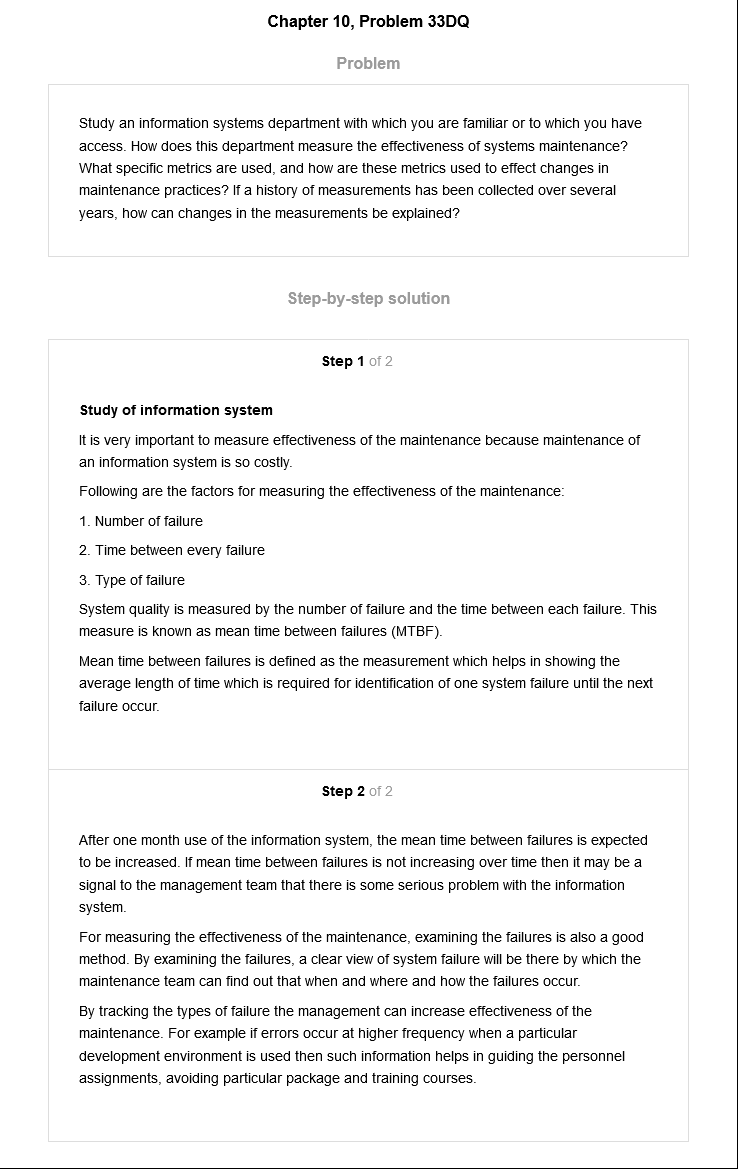 Chapter 10, Problem 33DQ
Problem
Study an information systems department with which you are familiar or to which you have
access. How does this department measure the effectiveness of systems maintenance?
What specific metrics are used, and how are these metrics used to effect changes in
maintenance practices? If a history of measurements has been collected over several
years, how can changes in the measurements be explained?
Step-by-step solution
Step 1 of 2
Study of information system
It is very important to measure effectiveness of the maintenance because maintenance of
an information system is so costly.
Following are the factors for measuring the effectiveness of the maintenance:
1. Number of failure
2. Time between every failure
3. Type of failure
System quality is measured by the number of failure and the time between each failure. This
measure is known as mean time between failures (MTBF).
Mean time between failures is defined as the measurement which helps in showing the
average length of time which is required for identification of one system failure until the next
failure occur.
Step 2 of 2
After one month use of the information system, the mean time between failures is expected
to be increased. If mean time between failures is not increasing over time then it may be a
signal to the management team that there is some serious problem with the information
system.
For measuring the effectiveness of the maintenance, examining the failures is also a good
method. By examining the failures, a clear view of system failure will be there by which the
maintenance team can find out that when and where and how the failures occur.
By tracking the types of failure the management can increase effectiveness of the
maintenance. For example if errors occur at higher frequency when a particular
development environment is used then such information helps in guiding the personnel
assignments, avoiding particular package and training courses.